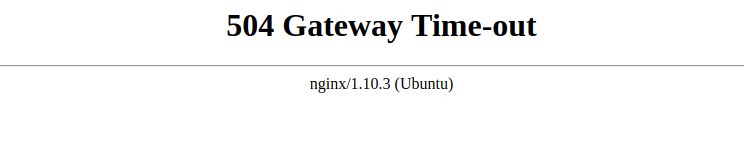 504 Gateway Time-out
nginx/1.10.3 (Ubuntu)